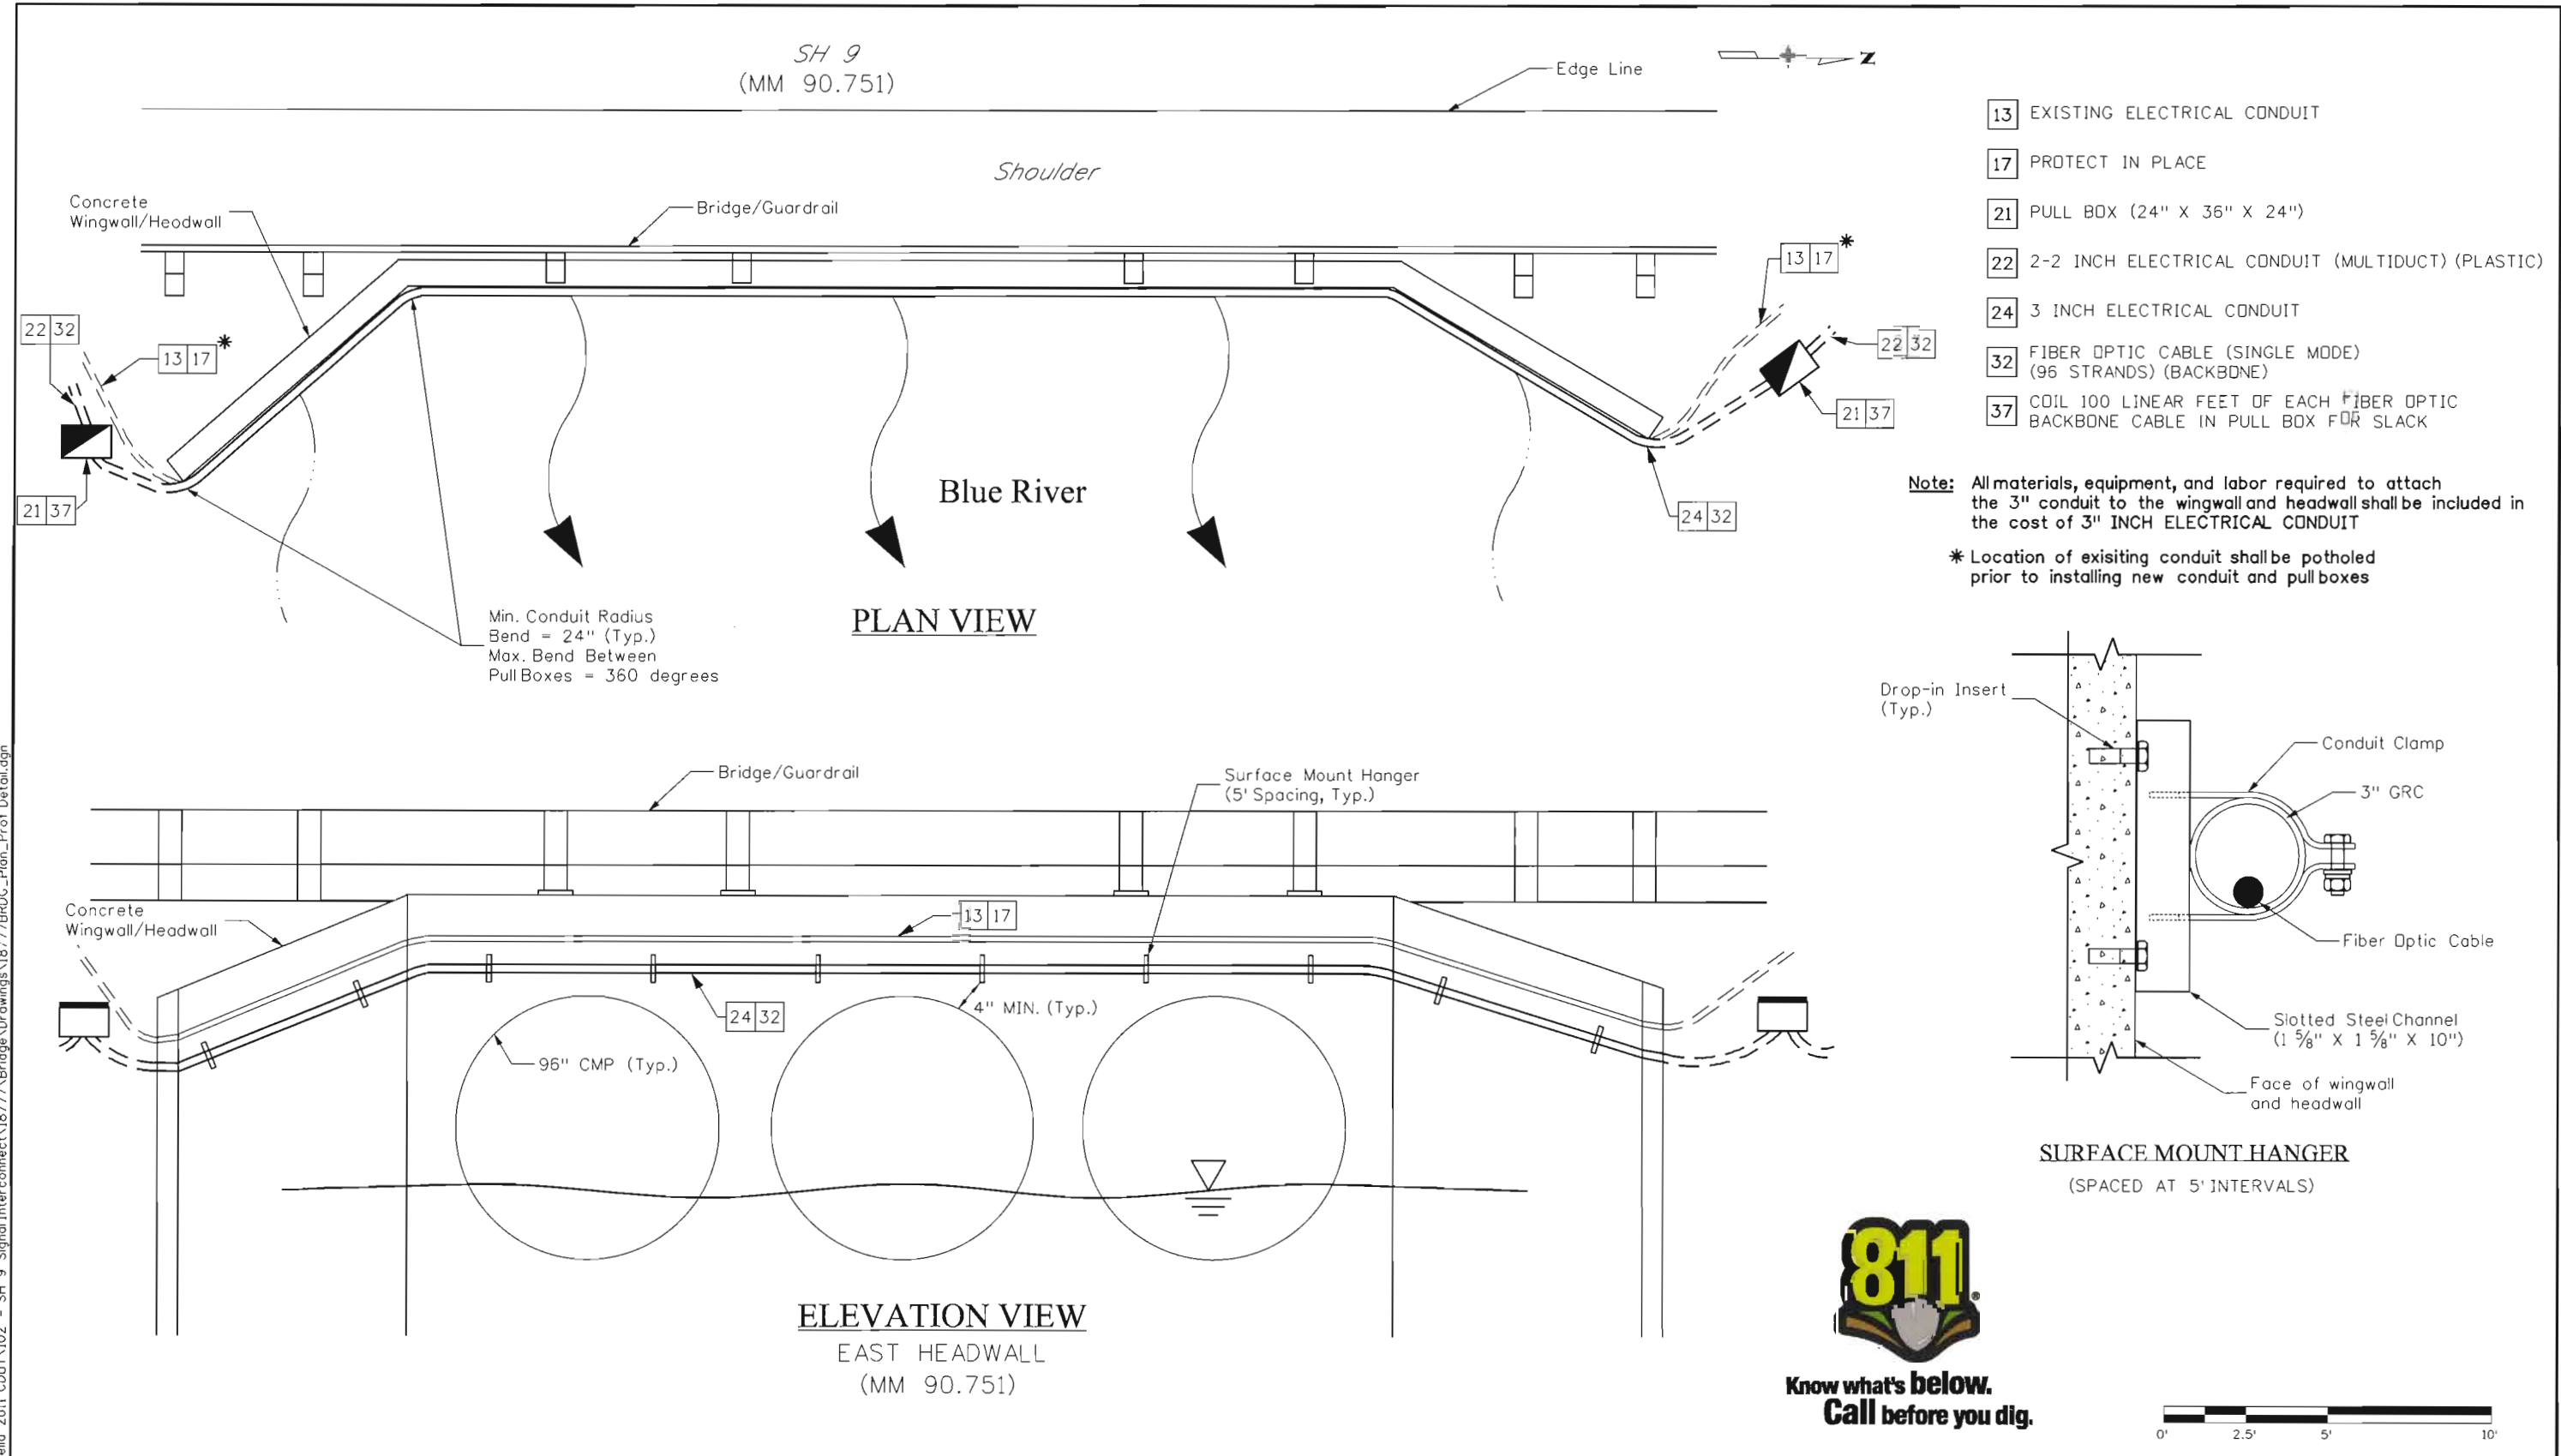 SH 9
(MM 90.751)
Edge Line
N
Shoulder
Concrete
Wingwall/Headwall
Bridge/Guardrail
13 17 *
22 32
13 17 *
22 32
21 37
21 37
24 32
Blue River
Min. Conduit Radius
Bend = 24" (Typ.)
Max. Bend Between
Pull Boxes = 360 degrees
PLAN VIEW
13 EXISTING ELECTRICAL CONDUIT
17 PROTECT IN PLACE
21 PULL BOX (24" X 36" X 24")
22 2-2 INCH ELECTRICAL CONDUIT (MULTIDUCT) (PLASTIC)
24 3 INCH ELECTRICAL CONDUIT
32 FIBER OPTIC CABLE (SINGLE MODE)
(96 STRANDS) (BACKBONE)
37 COIL 100 LINEAR FEET OF EACH FIBER OPTIC
BACKBONE CABLE IN PULL BOX FOR SLACK
Note: All materials, equipment, and labor required to attach
the 3" conduit to the wingwall and headwall shall be included in
the cost of 3" INCH ELECTRICAL CONDUIT
* Location of exisiting conduit shall be potholed
prior to installing new conduit and pull boxes
Bridge/Guardrail
Surface Mount Hanger
(5' Spacing, Typ.)
Concrete
Wingwall/Headwall
13 17
24 32
4" MIN. (Typ.)
96" CMP (Typ.)
ELEVATION VIEW
EAST HEADWALL
(MM 90.751)
Drop-in Insert
(Typ.)
Conduit Clamp
3" GRC
Fiber Optic Cable
Slotted Steel Channel
(1 5/8" X 1 5/8" X 10")
Face of wingwall
and headwall
SURFACE MOUNT HANGER
(SPACED AT 5' INTERVALS)
811
®
Know what's below.
Call before you dig.
0' 2.5' 5' 10'